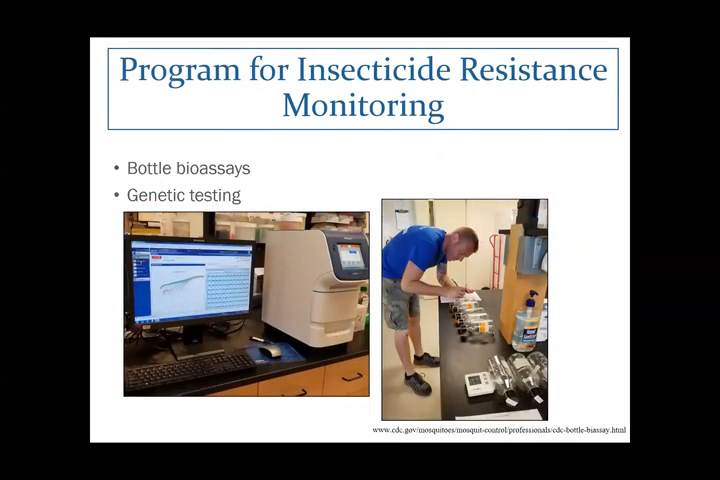 Program for Insecticide Resistance
Monitoring
• Bottle bioassays
• Genetic testing
www.cdc.gov/mosquitoes/mosquit-control/professionals/cdc-bottle-biassay.html